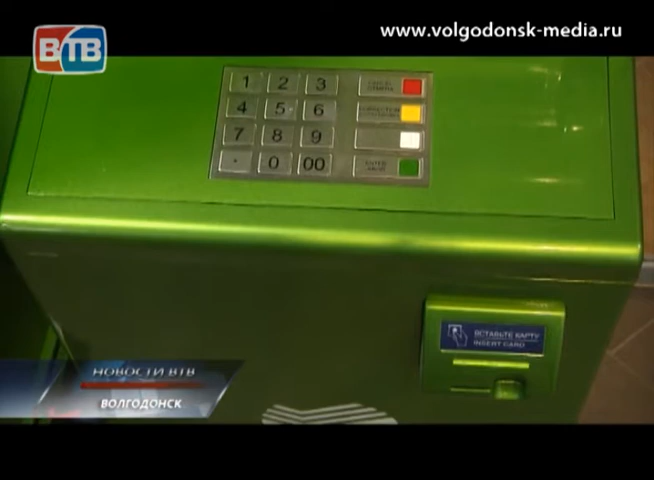 ВТВ
www.volgodonsk-media.ru
1 2 3
4 5 6
7 8 9
. 0 00
ВСТАВЬТЕ КАРТУ
INSERT CARD
НОВОСТИ ВТВ
ВОЛГОДОНСК